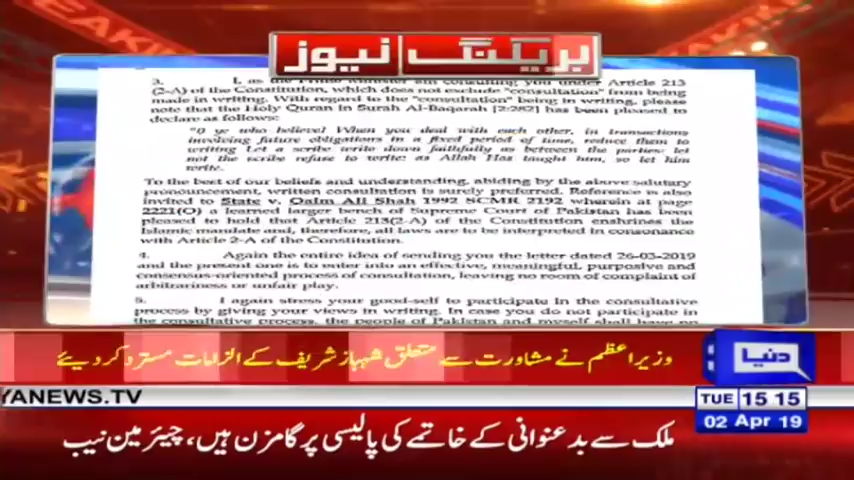 بریکنگ نیوز
3. I, as the Prime Minister am consulting you under Article 213
(2-A) of the Constitution, which does not exclude "consultation" from being
made in writing. With regard to the "consultation" being in writing, please
note that the Holy Quran in Surah Al-Baqarah [2:282] has been pleased to
declare as follows:
"O ye who believe! When you deal with each other, in transactions
involving future obligations in a fixed period of time, reduce them to
writing Let a scribe write down faithfully as between the parties: let
not the scribe refuse to write: as Allah Has taught him, so let him
write.
To the best of our beliefs and understanding, abiding by the above salutary
pronouncement, written consultation is surely preferred. Reference is also
invited to State v. Qaim Ali Shah 1992 SCMR 2192 wherein at page
2221(O) a learned larger bench of Supreme Court of Pakistan has been
pleased to hold that Article 213(2-A) of the Constitution enshrines the
Islamic mandate and, therefore, all laws are to be interpreted in consonance
with Article 2-A of the Constitution.
4. Again the entire idea of sending you the letter dated 26-03-2019
and the present one is to enter into an effective, meaningful, purposive and
consensus-oriented process of consultation, leaving no room of complaint of
arbitrariness or unfair play.
5. I again stress your good-self to participate in the consultative
process by giving your views in writing. In case you do not participate in
the consultative process, the people of Pakistan and myself shall have no
وزیراعظم نے مشاورت سے متعلق شہبازشریف کے الزامات مسترد کر دیئے
دنیا
YANEWS.TV
TUE 15 15
02 Apr 19
ملک سے بدعنوانی کے خاتمے کی پالیسی پر گامزن ہیں، چیئرمین نیب